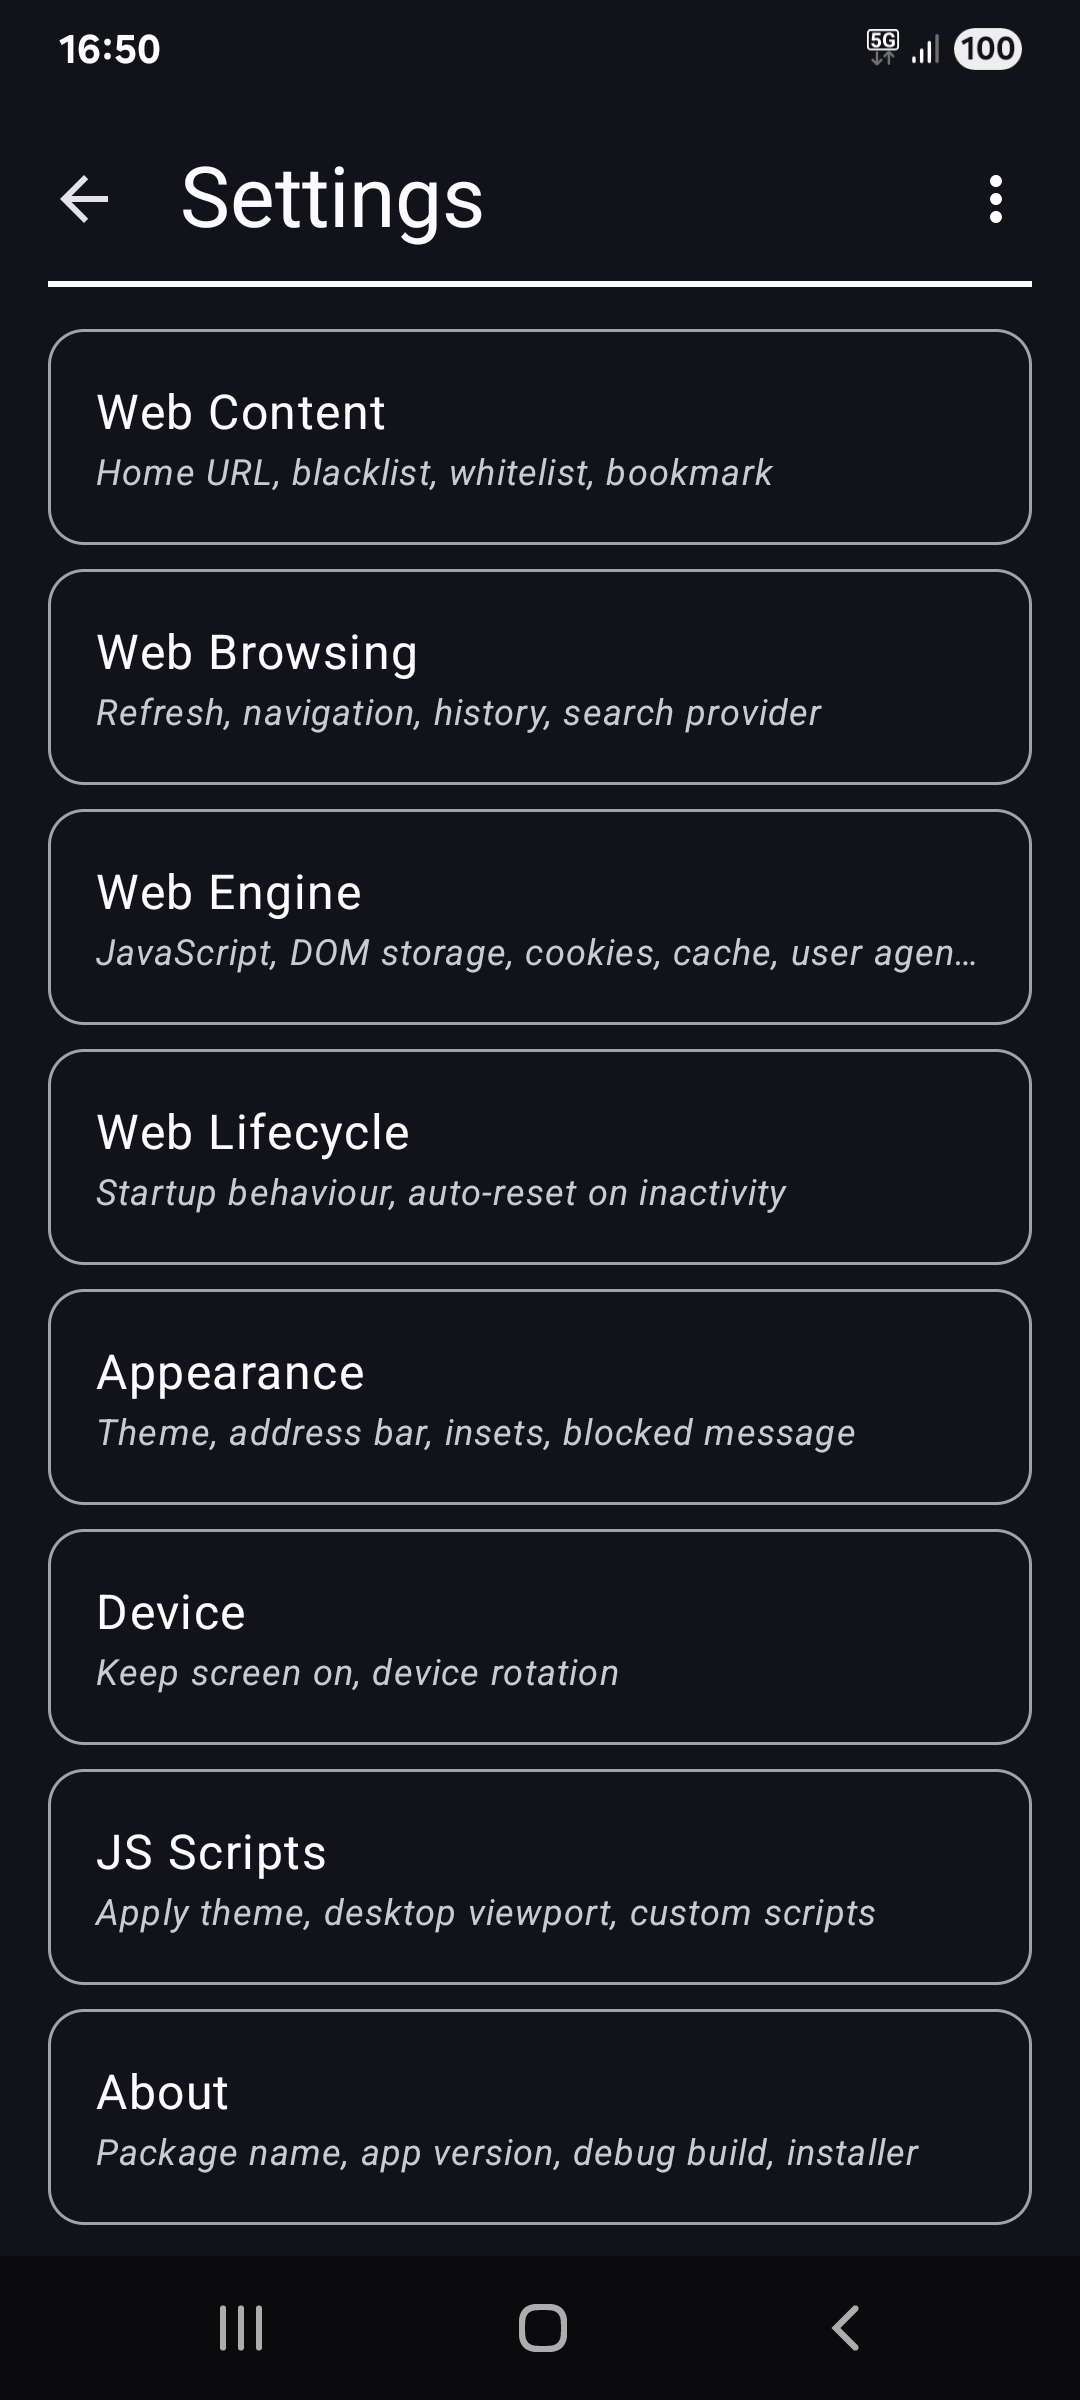 16:50
5G
100
Settings
Web Content
Home URL, blacklist, whitelist, bookmark
Web Browsing
Refresh, navigation, history, search provider
Web Engine
JavaScript, DOM storage, cookies, cache, user agen…
Web Lifecycle
Startup behaviour, auto-reset on inactivity
Appearance
Theme, address bar, insets, blocked message
Device
Keep screen on, device rotation
JS Scripts
Apply theme, desktop viewport, custom scripts
About
Package name, app version, debug build, installer